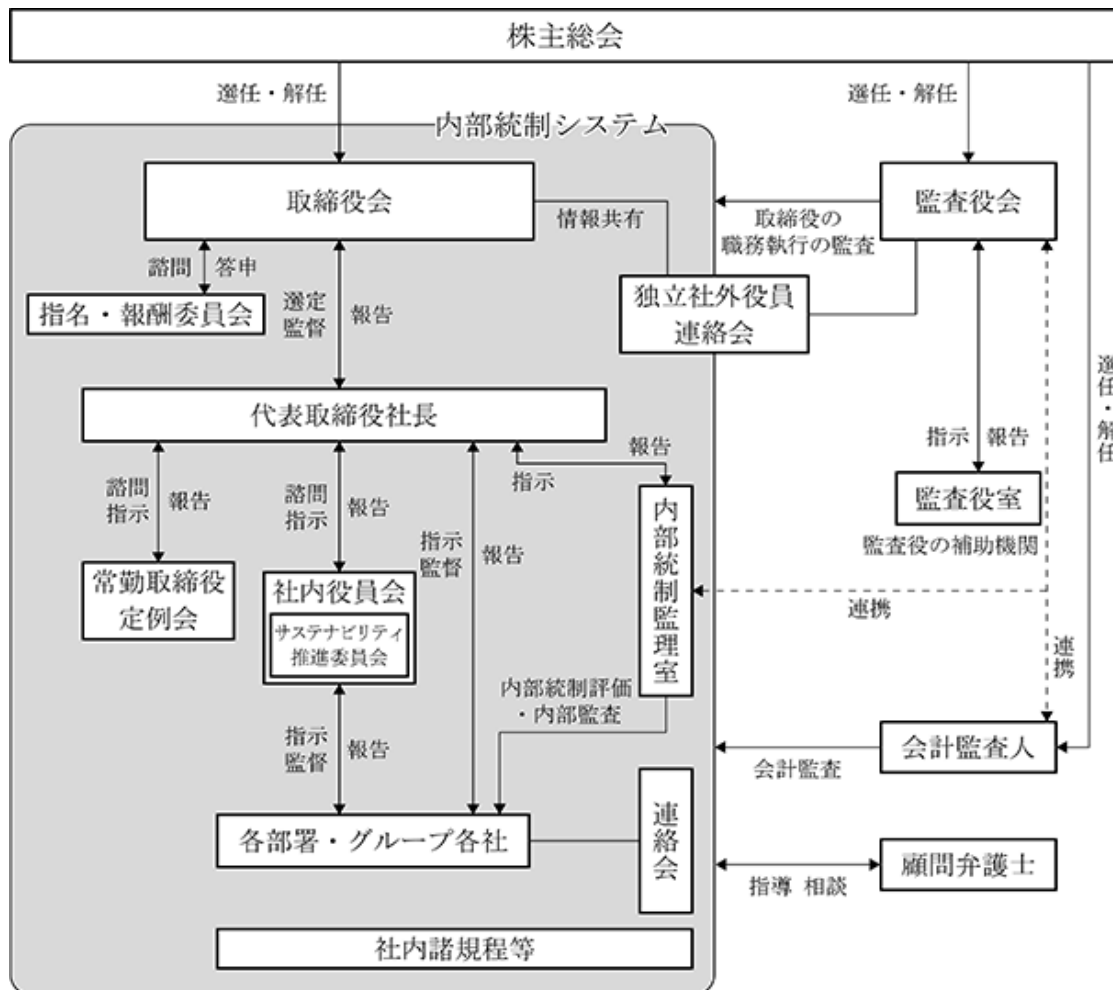 株主総会
選任・解任
選任・解任
内部統制システム
取締役会
監査役会
情報共有
取締役の
職務執行の監査
諮問
答申
指名・報酬委員会
選定
監督
報告
独立社外役員
連絡会
選任・解任
代表取締役社長
指示
報告
監査役室
監査役の補助機関
報告
指示
諮問
指示
報告
諮問
指示
報告
指示
監督
報告
内部統制監理室
常勤取締役
定例会
社内役員会
サステナビリティ
推進委員会
連携
連携
内部統制評価
・内部監査
指示
監督
報告
会計監査人
会計監査
各部署・グループ各社
連絡会
顧問弁護士
指導 相談
社内諸規程等